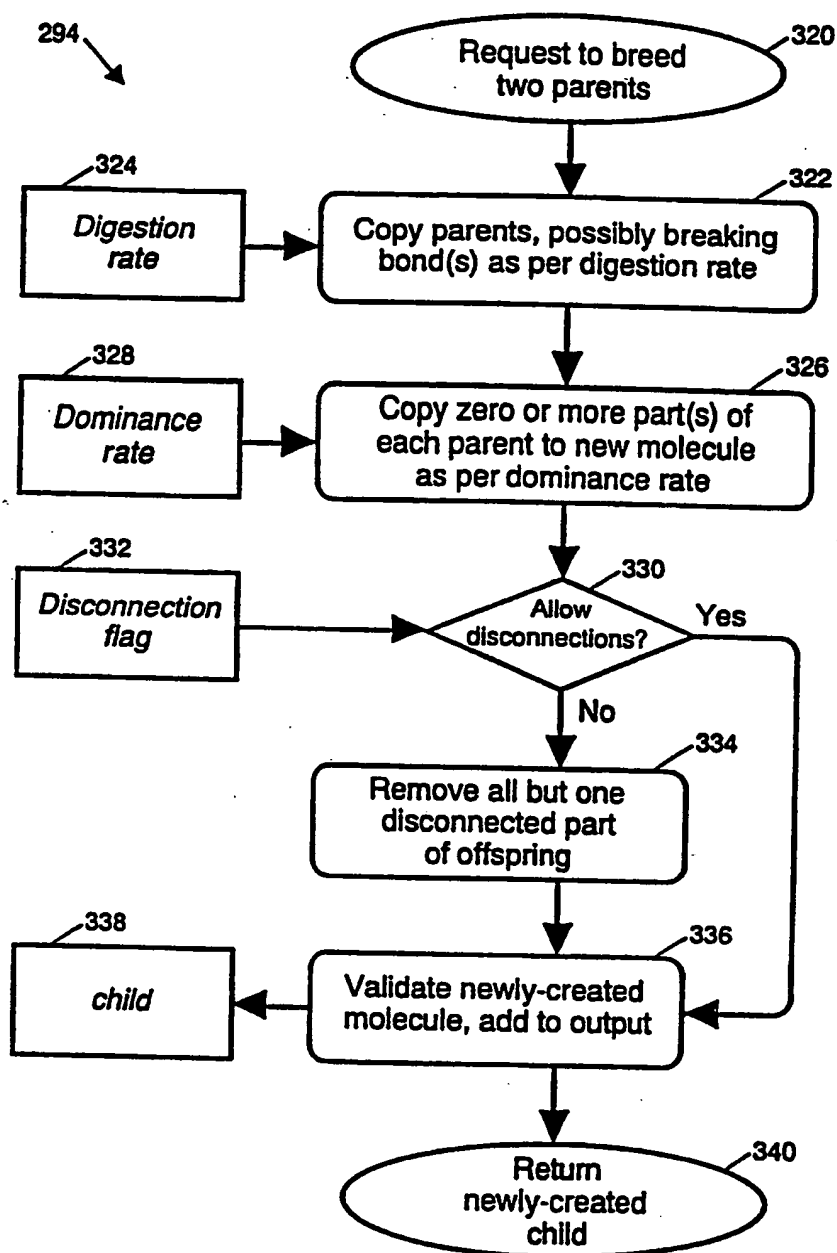 294
320
Request to breed
two parents
324
322
Digestion
rate
Copy parents, possibly breaking
bond(s) as per digestion rate
328
326
Dominance
rate
Copy zero or more part(s) of
each parent to new molecule
as per dominance rate
332
330
Disconnection
flag
Allow
disconnections?
Yes
No
334
Remove all but one
disconnected part
of offspring
338
336
child
Validate newly-created
molecule, add to output
340
Return
newly-created
child